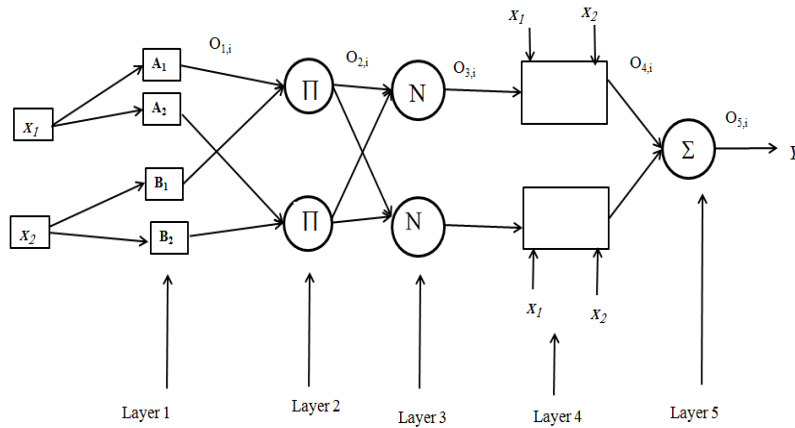 X1 X2
A1 O1,i O2,i O3,i O4,i
Π N
A2
X1
O5,i
Σ Y
B1
Π N
X2 B2
X1 X2
Layer 1 Layer 2 Layer 3 Layer 4 Layer 5